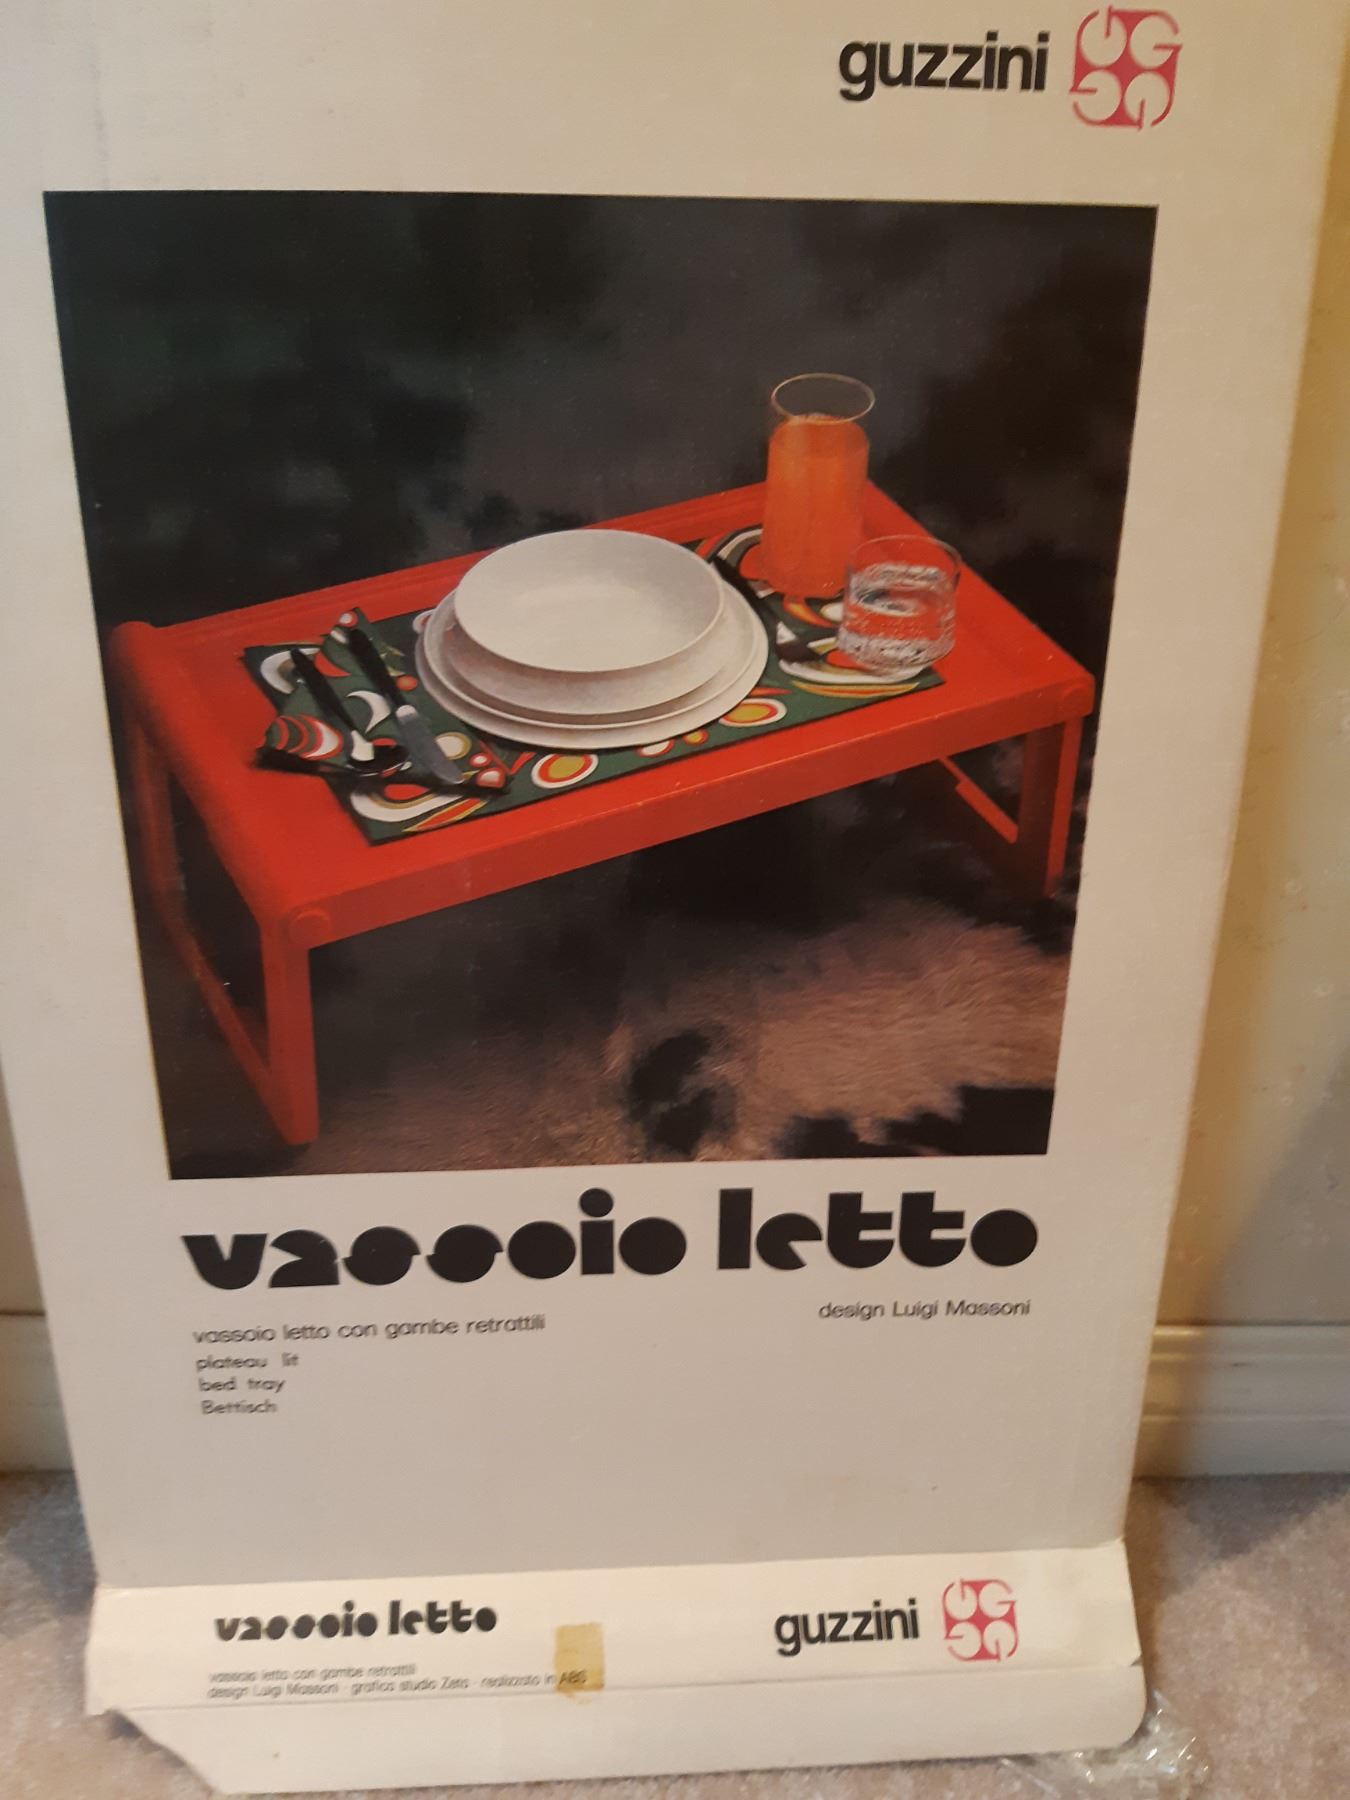 guzzini
vassoio letto
vassoio letto con gambe retrattili
design Luigi Massoni
plateau lit
bed tray
Bettisch
vassoio letto
guzzini
vassoio letto con gambe retrattili
design Luigi Massoni - grafica studio Zeta - realizzato in ABS